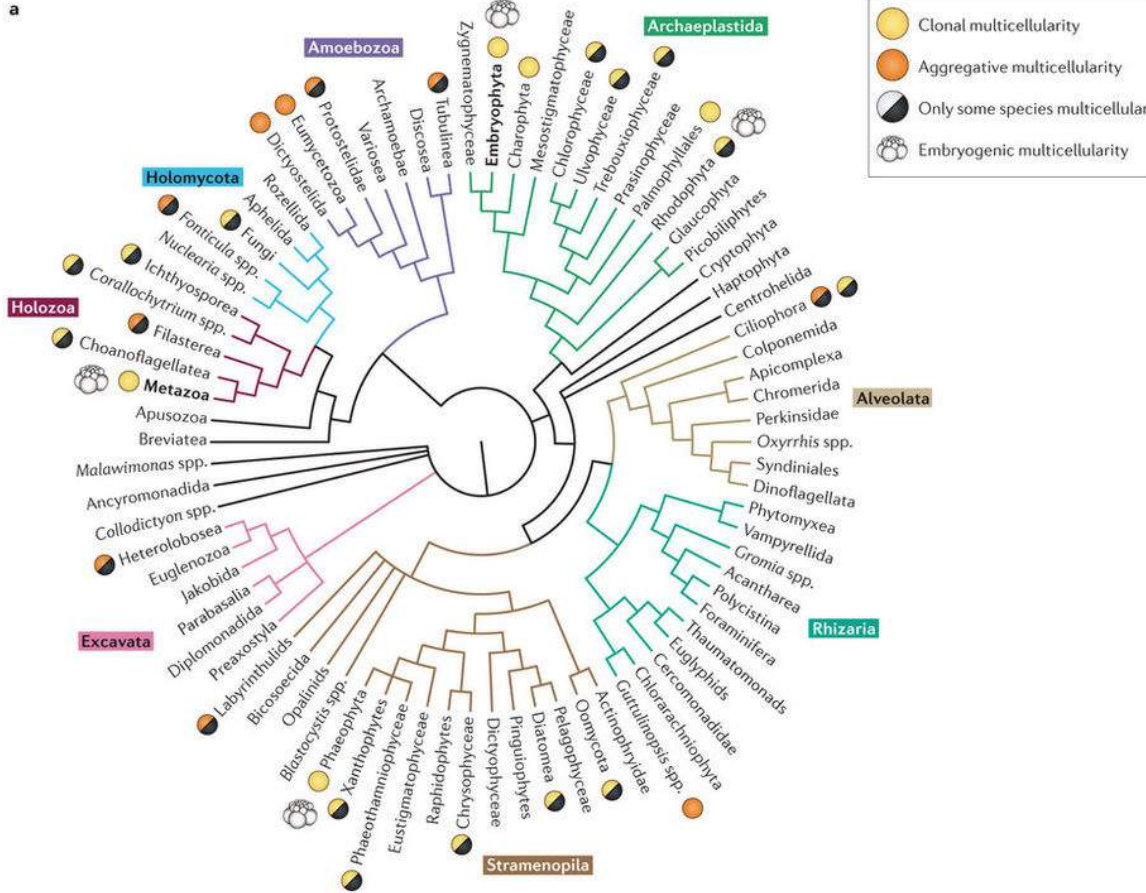 a
Clonal multicellularity
Aggregative multicellularity
Only some species multicellular
Embryogenic multicellularity
Archaeplastida
Zygnematophyceae
Embryophyta
Charophyta
Mesostigmatophyceae
Chlorophyceae
Ulvophyceae
Trebouxiophyceae
Prasinophyceae
Palmophyllales
Rhodophyta
Glaucophyta
Picobiliphytes
Cryptophyta
Haptophyta
Centrohelida
Ciliophora
Colponemida
Apicomplexa
Chromerida
Alveolata
Perkinsidae
Oxyrrhis spp.
Syndiniales
Dinoflagellata
Phytomyxea
Vampyrellida
Gromia spp.
Acantharea
Polycistina
Foraminifera
Rhizaria
Thaumatomonads
Euglyphids
Cercomonadidae
Chlorarachniophyta
Guttulinopsis spp.
Actinophryidae
Oomycota
Pelagophyceae
Diatomea
Pinguiophytes
Dictyophyceae
Stramenopila
Chrysophyceae
Raphidophytes
Eustigmatophyceae
Phaeothamniophyceae
Xanthophytes
Phaeophyta
Blastocystis spp.
Opalinids
Bicosoecida
Labyrinthulids
Preaxostyla
Diplomonadida
Parabasalia
Excavata
Jakobida
Euglenozoa
Heterolobosea
Collodictyon spp.
Ancyromonadida
Malawimonas spp.
Breviatea
Apusozoa
Metazoa
Choanoflagellatea
Filasterea
Holozoa
Corallochytrium spp.
Ichthyosporea
Nuclearia spp.
Fonticula spp.
Fungi
Aphelida
Rozellida
Holomycota
Dictyostelida
Eumycetozoa
Protostelidae
Variosea
Archamoebae
Discosea
Tubulinea
Amoebozoa